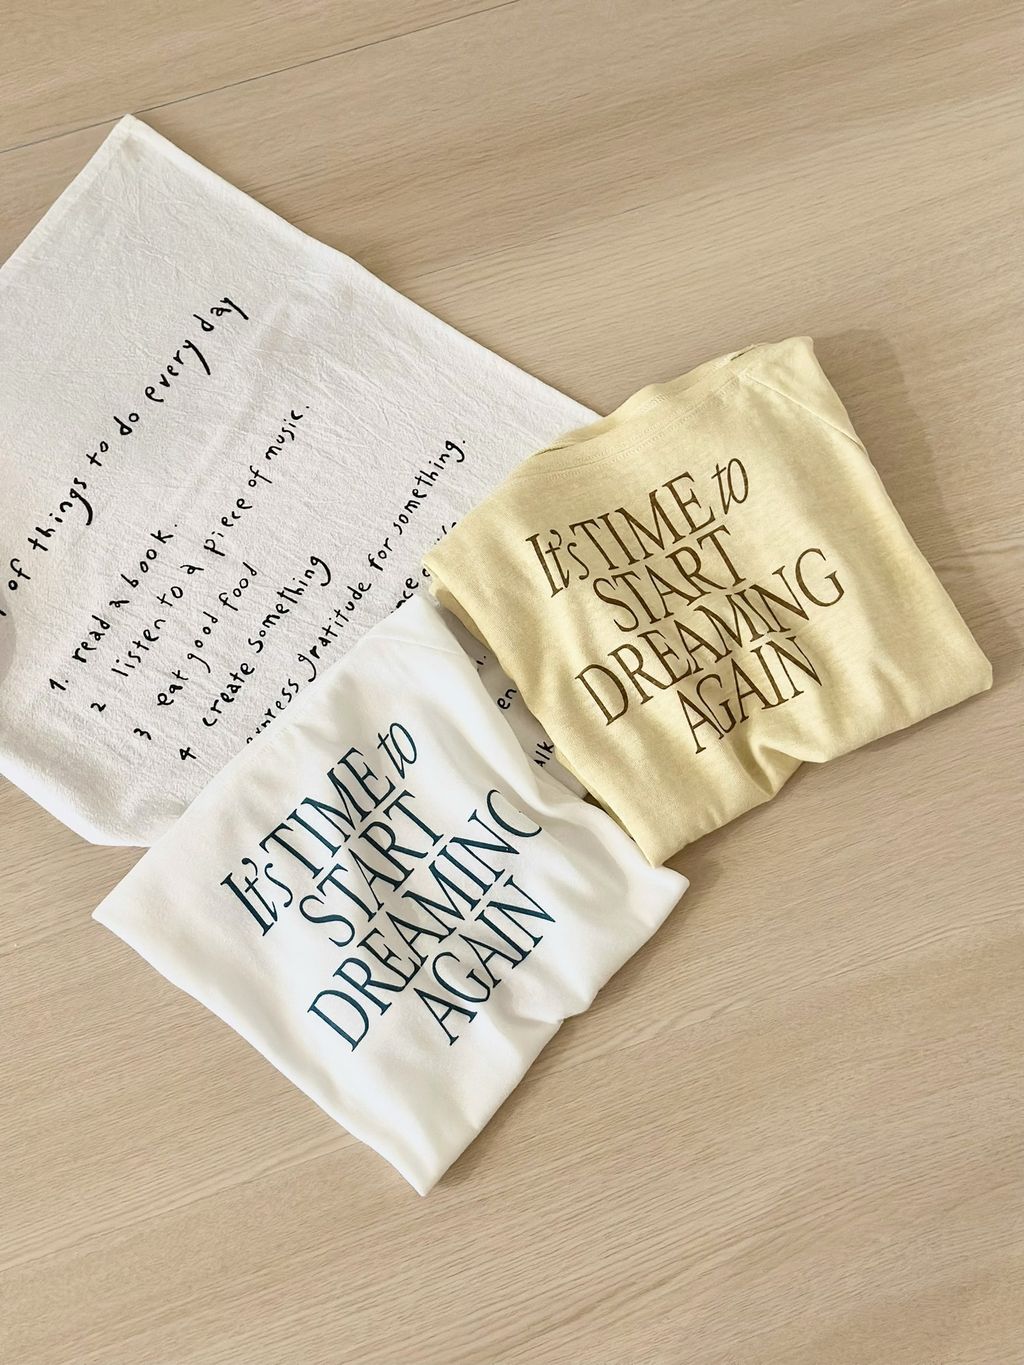 of things to do every day
1. read a book.
2 listen to a piece of music.
3 eat good food
4 create something
express gratitude for something.
It's TIME to
START
DREAMING
AGAIN
It's TIME to
START
DREAMING
AGAIN